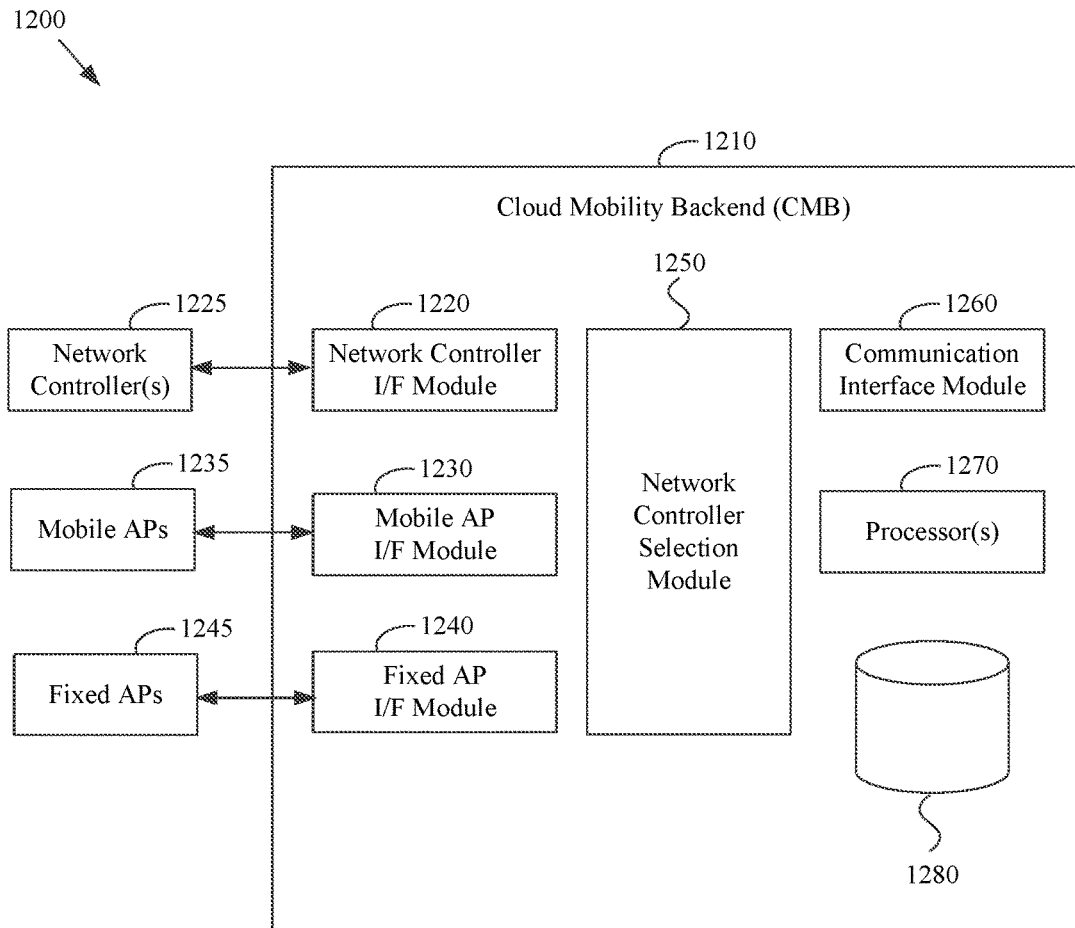 1200
1210
Cloud Mobility Backend (CMB)
1250
1225
1220
1260
Network
Controller(s)
Network Controller
I/F Module
Communication
Interface Module
1235
1230
1270
Mobile APs
Mobile AP
I/F Module
Network
Controller
Selection
Module
Processor(s)
1245
1240
Fixed APs
Fixed AP
I/F Module
1280